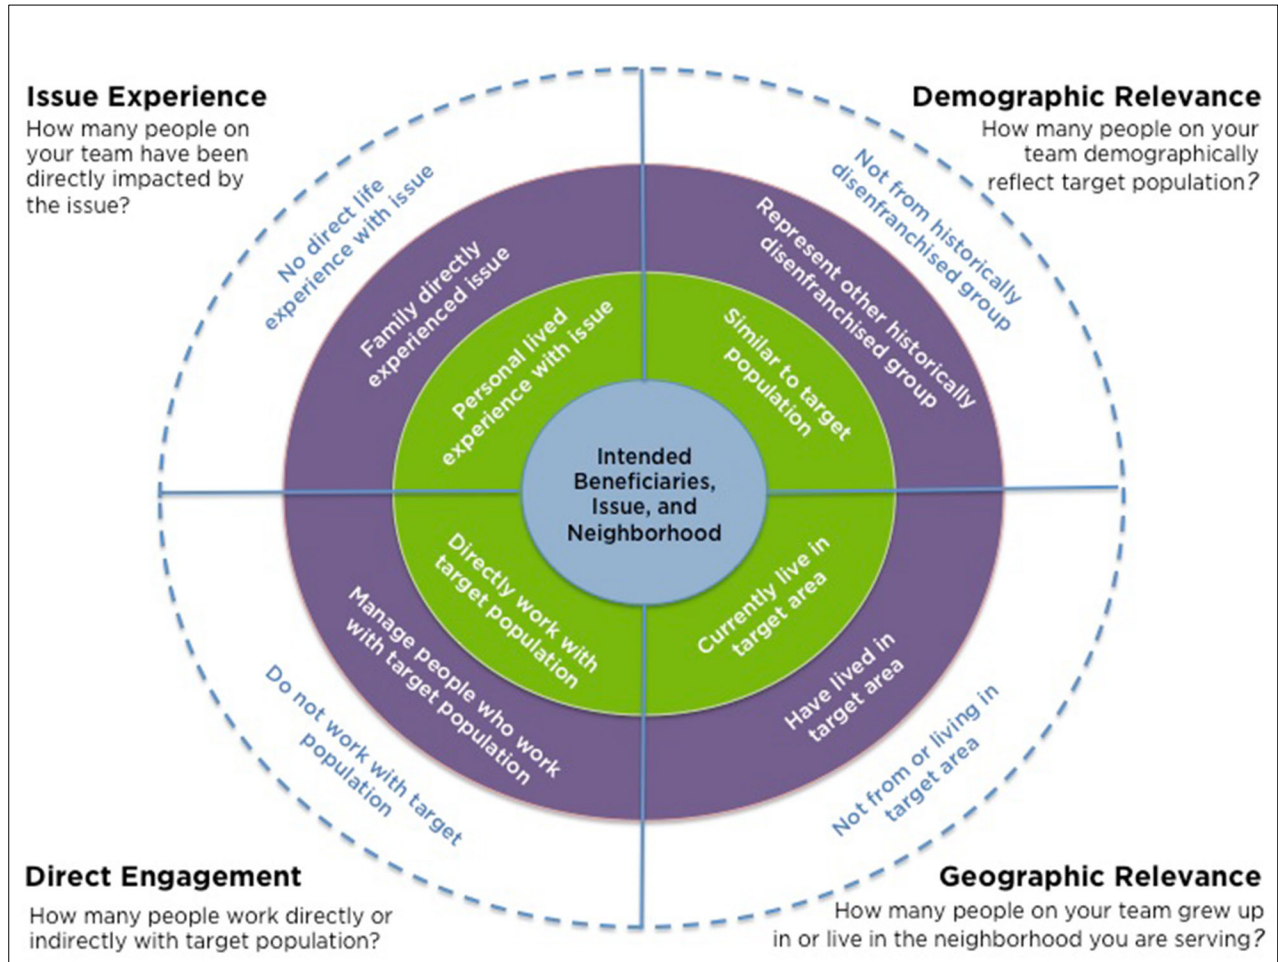 Issue Experience
How many people on
your team have been
directly impacted by
the issue?
Demographic Relevance
How many people on your
team demographically
reflect target population?
No direct life
experience with issue
Family directly
experienced issue
Personal lived
experience with issue
Not from historically
disenfranchised group
Represent other historically
disenfranchised group
Similar to target
population
Intended
Beneficiaries,
Issue, and
Neighborhood
Directly work with
target population
Manage people who work
with target population
Do not work with target
population
Currently live in
target area
Have lived in
target area
Not from or living in
target area
Direct Engagement
How many people work directly or
indirectly with target population?
Geographic Relevance
How many people on your team grew up
in or live in the neighborhood you are serving?